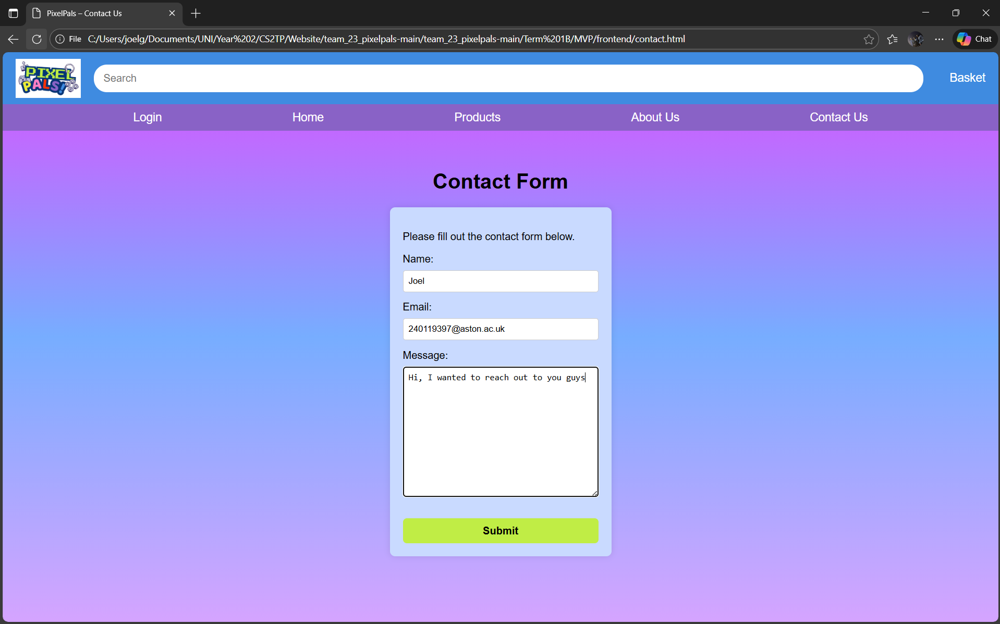 PixelPals – Contact Us
File C:/Users/joelg/Documents/UNI/Year%202/CS2TP/Website/team_23_pixelpals-main/team_23_pixelpals-main/Term%201B/MVP/frontend/contact.html
Chat
PIXEL
PALS!
Search
Basket
Login Home Products About Us Contact Us
Contact Form
Please fill out the contact form below.
Name:
Joel
Email:
240119397@aston.ac.uk
Message:
Hi, I wanted to reach out to you guys
Submit